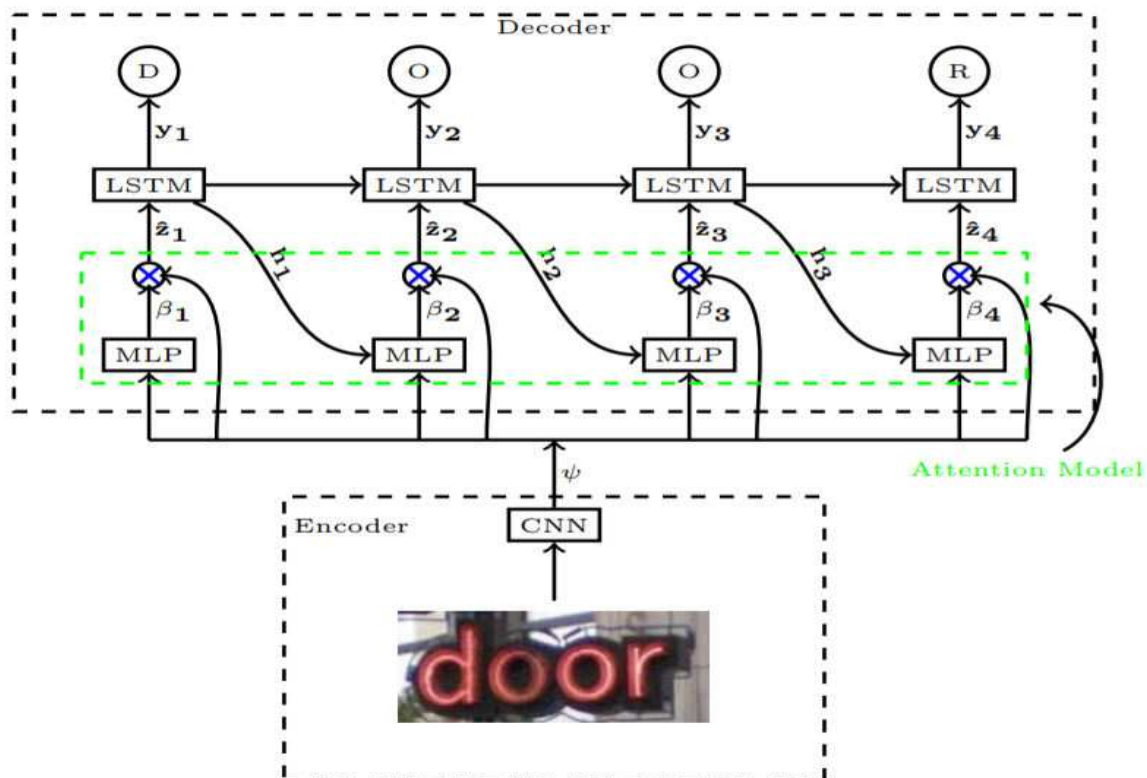 Decoder
D O O R
y₁ y₂ y₃ y₄
LSTM LSTM LSTM LSTM
ẑ₁ ẑ₂ ẑ₃ ẑ₄
h₁ h₂ h₃
β₁ β₂ β₃ β₄
MLP MLP MLP MLP
Attention Model
ψ
Encoder
CNN
door